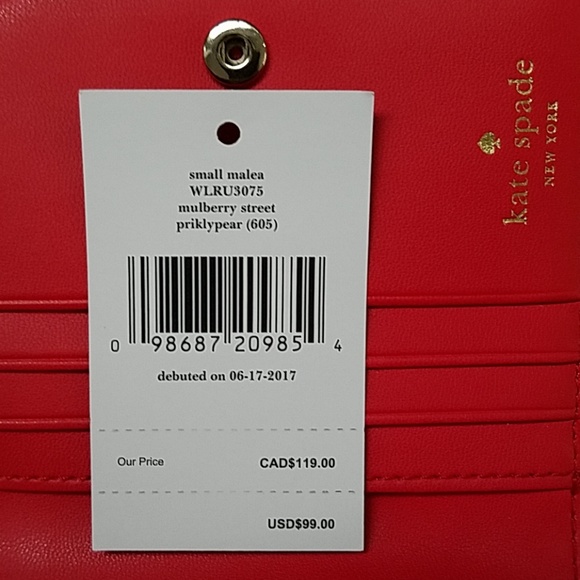 kate spade
NEW YORK
small malea
WLRU3075
mulberry street
priklypear (605)
0 98687 20985 4
debuted on 06-17-2017
Our Price CAD$119.00
USD$99.00